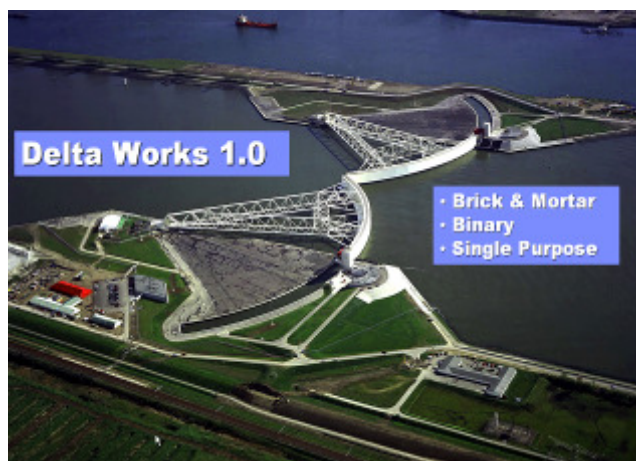 Delta Works 1.0
· Brick & Mortar
· Binary
· Single Purpose